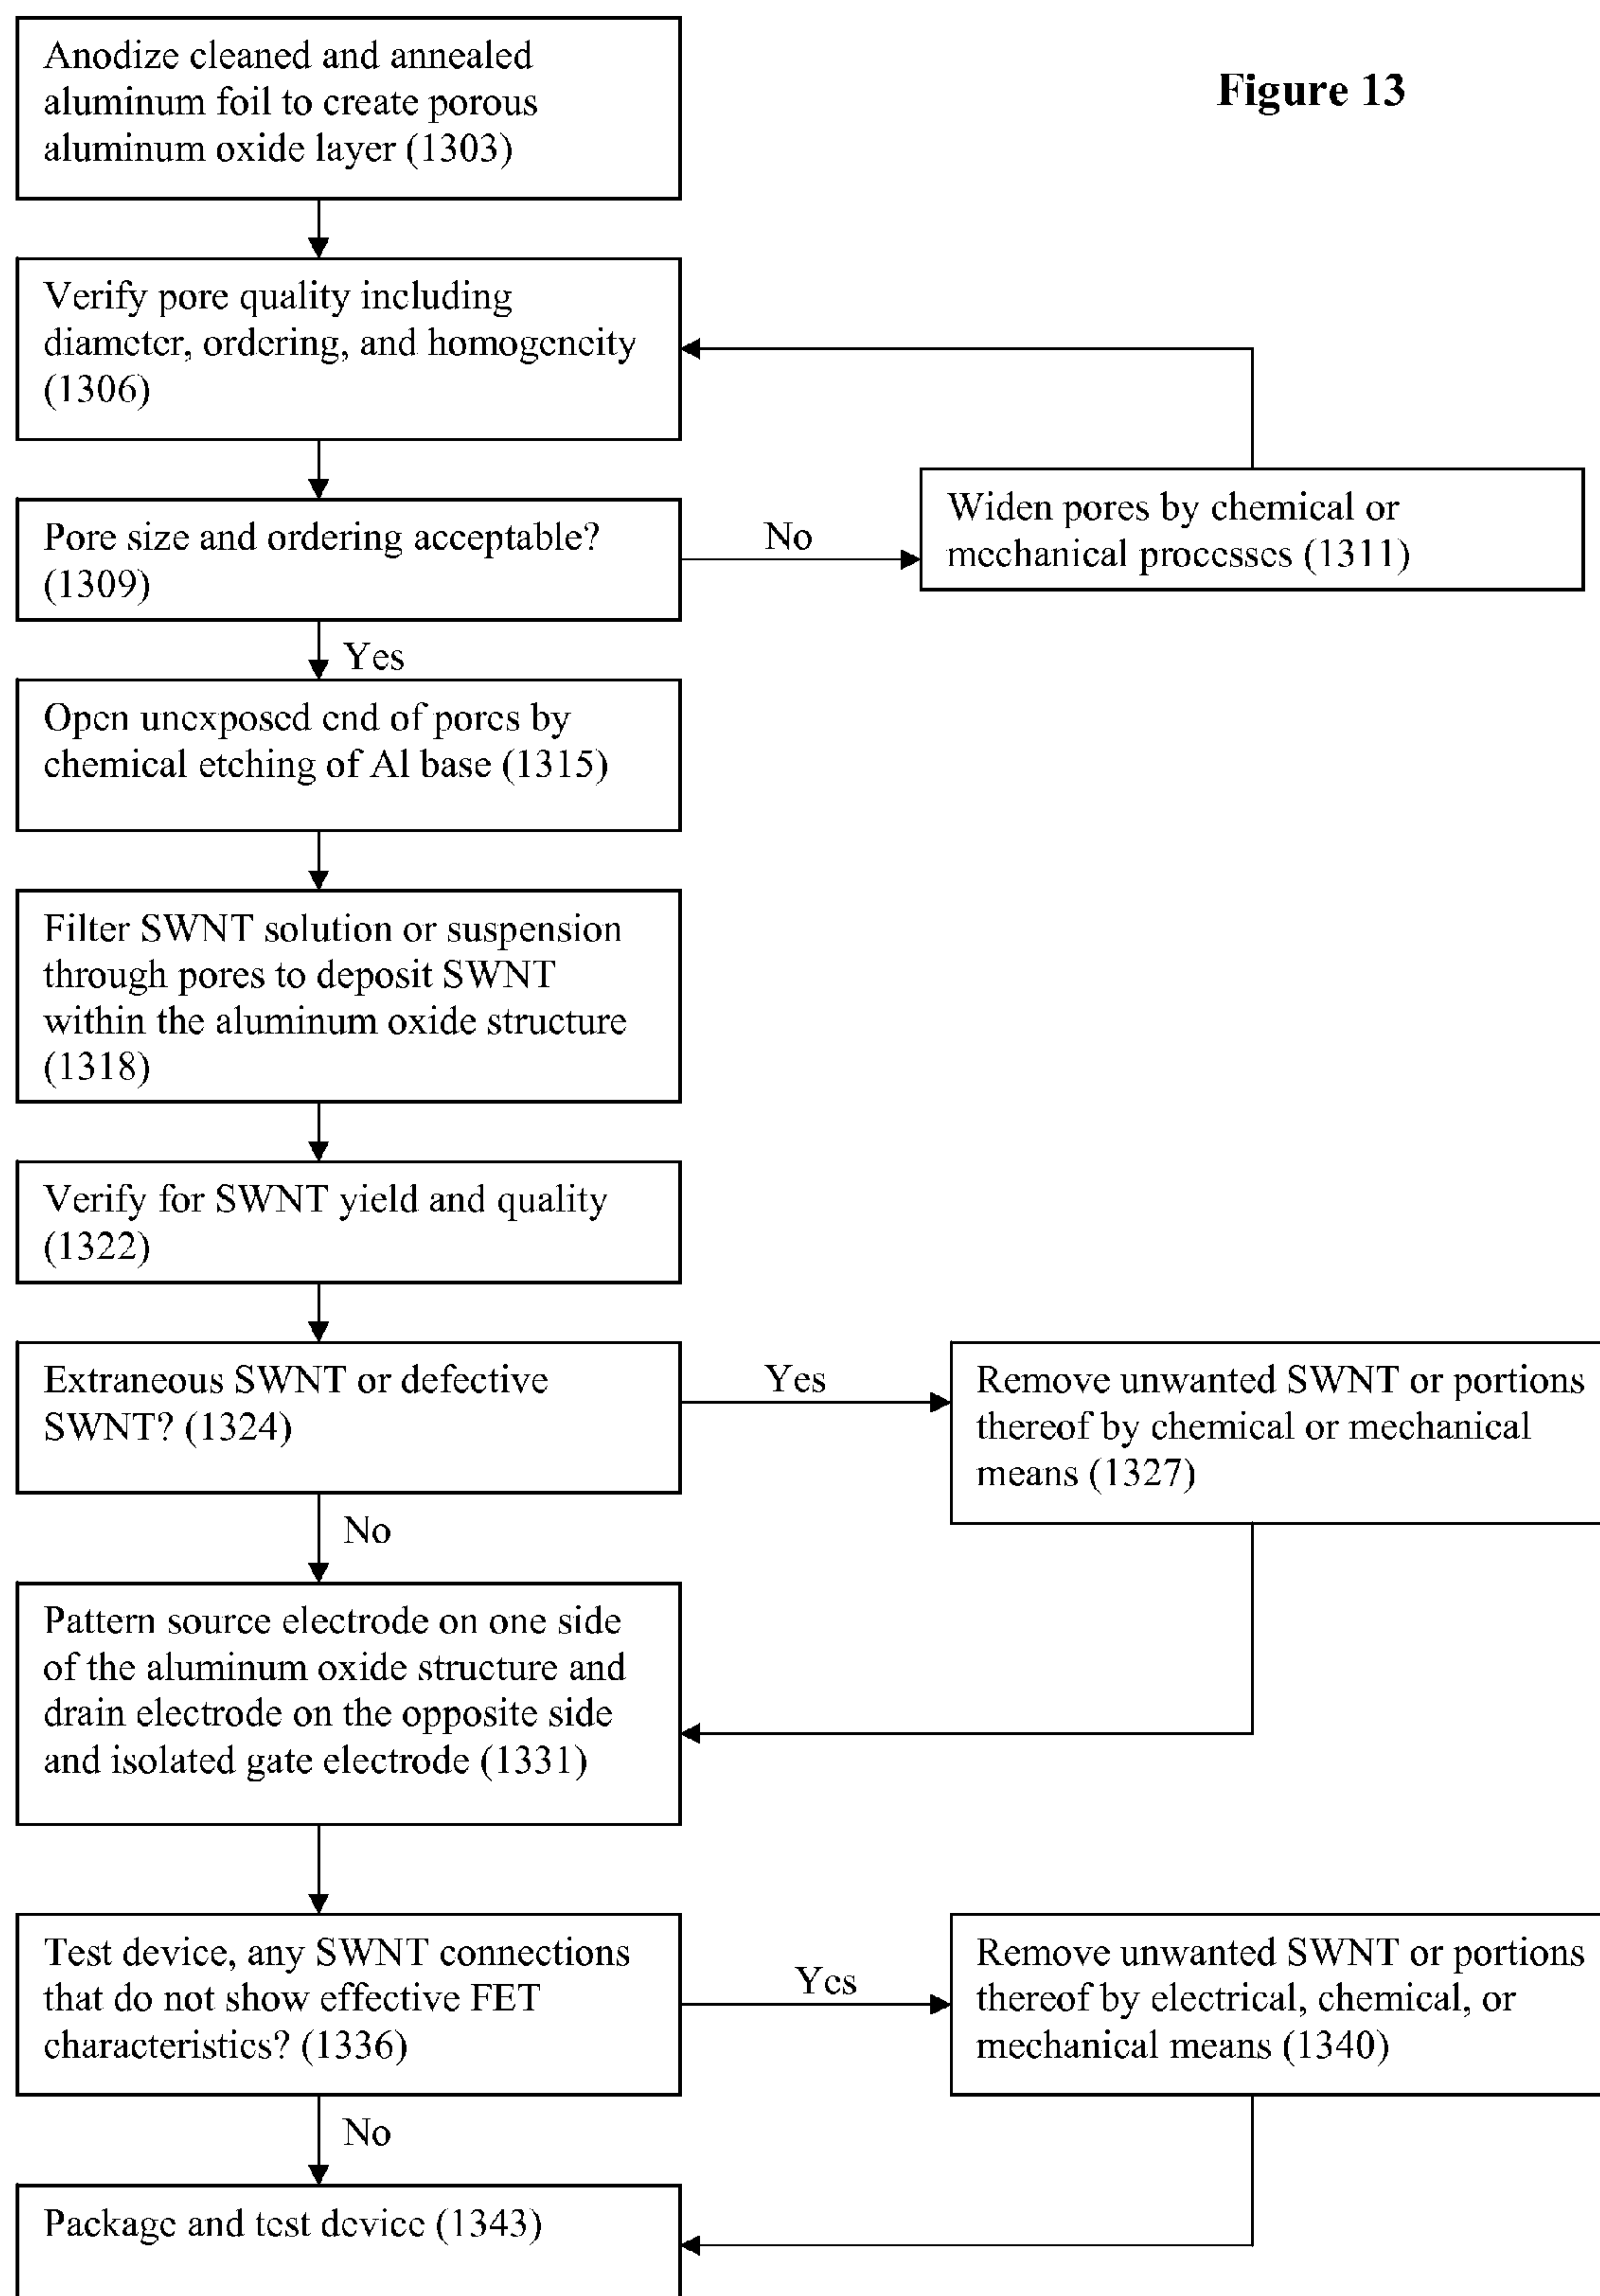 Figure 13
Anodize cleaned and annealed
aluminum foil to create porous
aluminum oxide layer (1303)
Verify pore quality including
diameter, ordering, and homogeneity
(1306)
Pore size and ordering acceptable?
(1309)
No
Widen pores by chemical or
mechanical processes (1311)
Yes
Open unexposed end of pores by
chemical etching of Al base (1315)
Filter SWNT solution or suspension
through pores to deposit SWNT
within the aluminum oxide structure
(1318)
Verify for SWNT yield and quality
(1322)
Extraneous SWNT or defective
SWNT? (1324)
Yes
Remove unwanted SWNT or portions
thereof by chemical or mechanical
means (1327)
No
Pattern source electrode on one side
of the aluminum oxide structure and
drain electrode on the opposite side
and isolated gate electrode (1331)
Test device, any SWNT connections
that do not show effective FET
characteristics? (1336)
Yes
Remove unwanted SWNT or portions
thereof by electrical, chemical, or
mechanical means (1340)
No
Package and test device (1343)